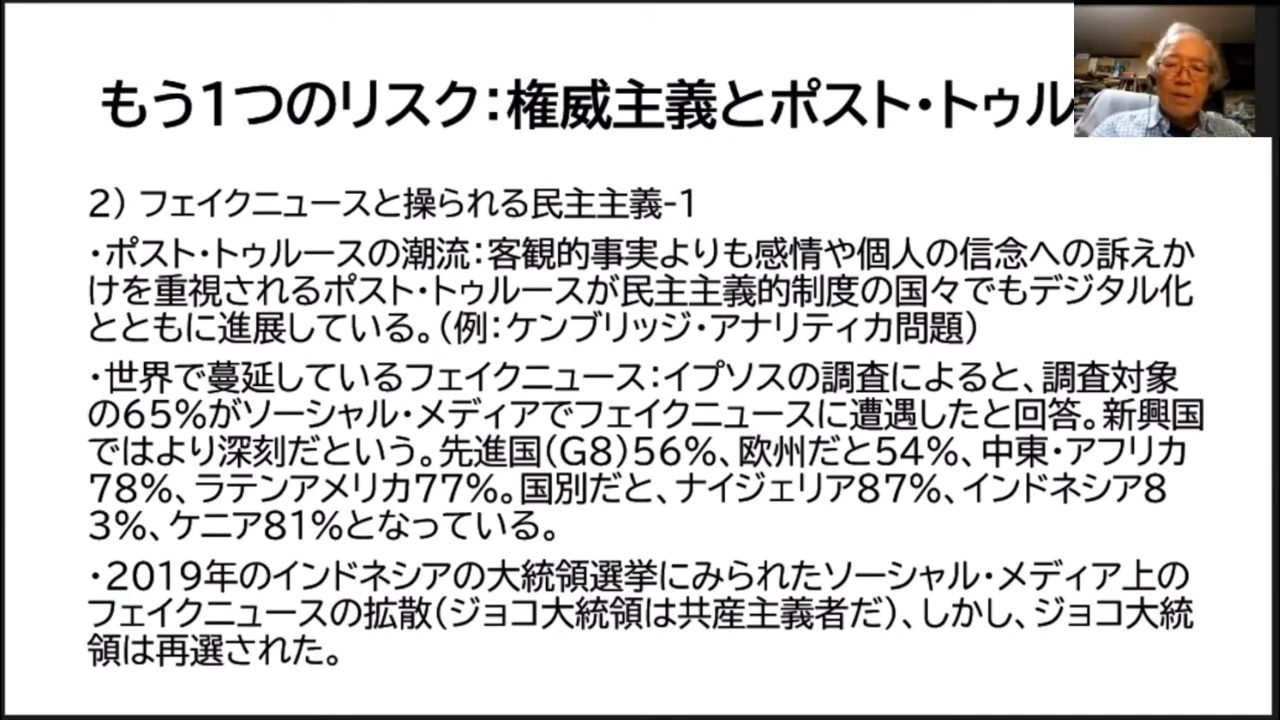 もう1つのリスク：権威主義とポスト・トゥル
2） フェイクニュースと操られる民主主義-1
・ポスト・トゥルースの潮流：客観的事実よりも感情や個人の信念への訴えか
けを重視されるポスト・トゥルースが民主主義的制度の国々でもデジタル化
とともに進展している。（例：ケンブリッジ・アナリティカ問題）
・世界で蔓延しているフェイクニュース：イプソスの調査によると、調査対象
の65%がソーシャル・メディアでフェイクニュースに遭遇したと回答。新興国
ではより深刻だという。先進国（G8）56%、欧州だと54%、中東・アフリカ
78%、ラテンアメリカ77%。国別だと、ナイジェリア87%、インドネシア8
3%、ケニア81%となっている。
・2019年のインドネシアの大統領選挙にみられたソーシャル・メディア上の
フェイクニュースの拡散（ジョコ大統領は共産主義者だ）、しかし、ジョコ大統
領は再選された。